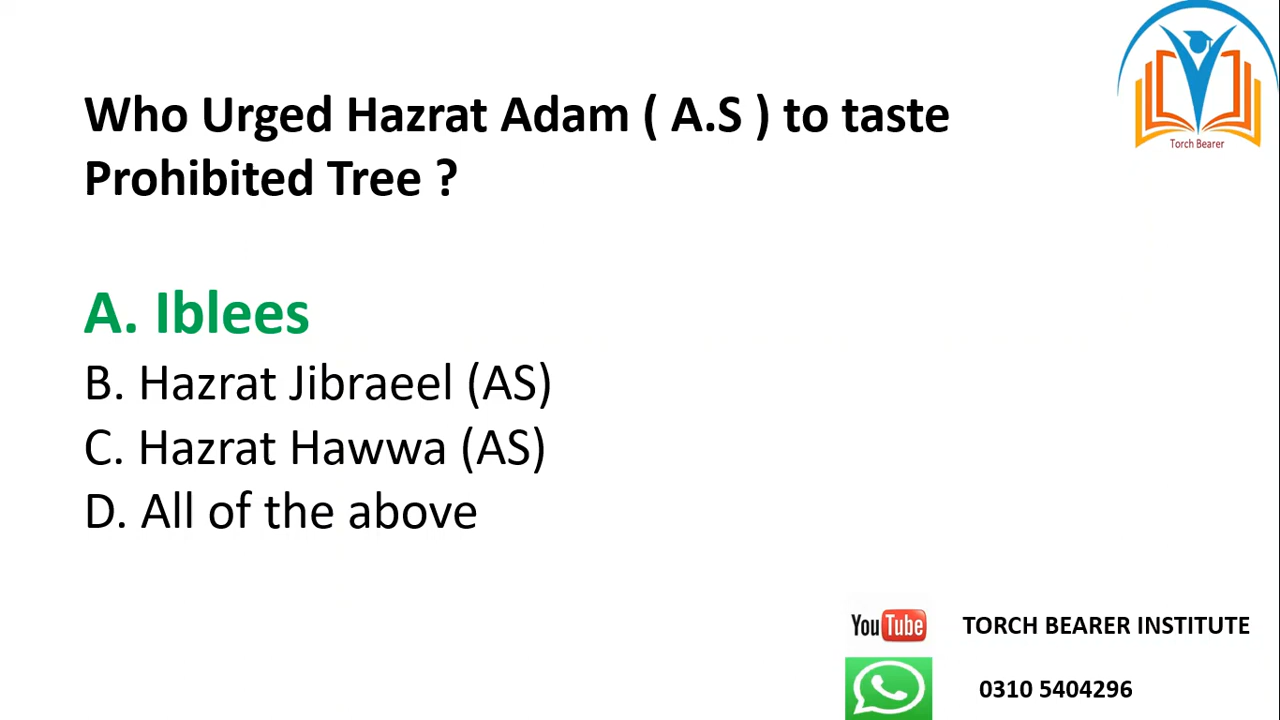 Who Urged Hazrat Adam ( A.S ) to taste
Prohibited Tree ?
Torch Bearer
A. Iblees
B. Hazrat Jibraeel (AS)
C. Hazrat Hawwa (AS)
D. All of the above
YouTube TORCH BEARER INSTITUTE
0310 5404296